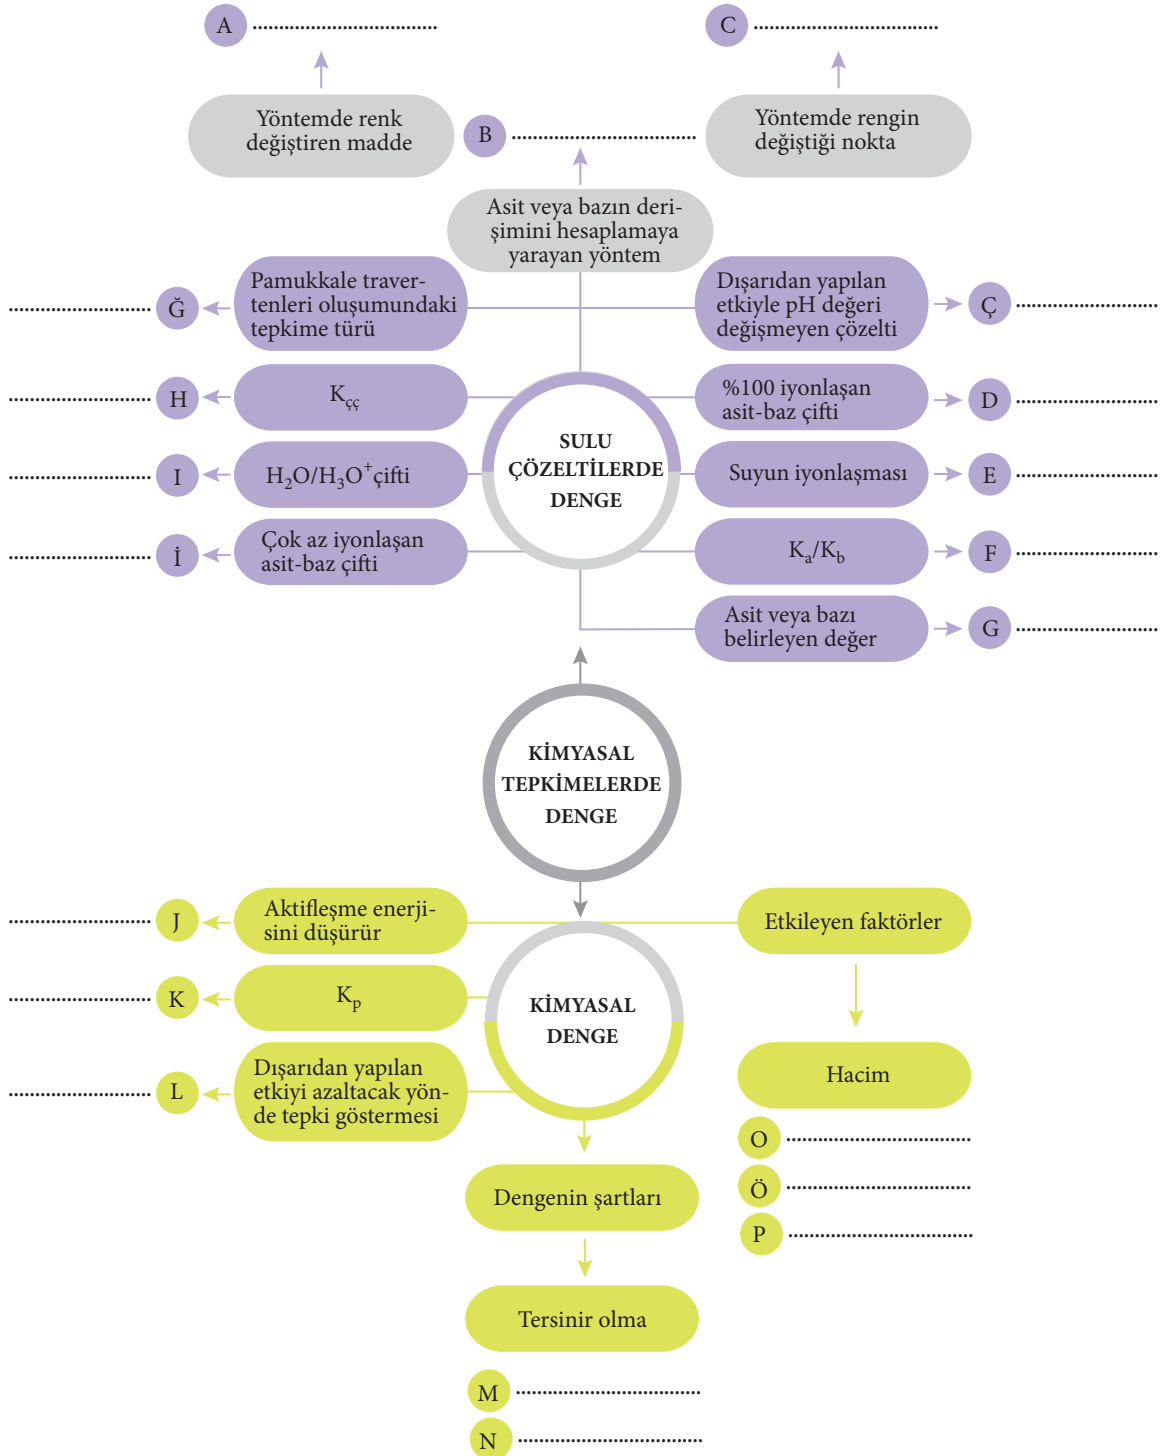 A ................................
C ................................
Yöntemde renk
değiştiren madde
B ................................
Yöntemde rengin
değiştiği nokta
Asit veya bazın deri-
şimini hesaplamaya
yarayan yöntem
......................... Ğ
Pamukkale traver-
tenleri oluşumundaki
tepkime türü
Dışarıdan yapılan
etkiyle pH değeri
değişmeyen çözelti
Ç .........................
......................... H
Kçç
%100 iyonlaşan
asit-baz çifti
D .........................
SULU
ÇÖZELTİLERDE
DENGE
......................... I
H₂O/H₃O⁺çifti
Suyun iyonlaşması
E .........................
......................... İ
Çok az iyonlaşan
asit-baz çifti
Kₐ/K_b
F .........................
Asit veya bazı
belirleyen değer
G .........................
KİMYASAL
TEPKİMELERDE
DENGE
......................... J
Aktifleşme enerji-
sini düşürür
Etkileyen faktörler
......................... K
Kₚ
KİMYASAL
DENGE
......................... L
Dışarıdan yapılan
etkiyi azaltacak yön-
de tepki göstermesi
Hacim
O ................................
Ö ................................
P ................................
Dengenin şartları
Tersinir olma
M ................................
N ................................